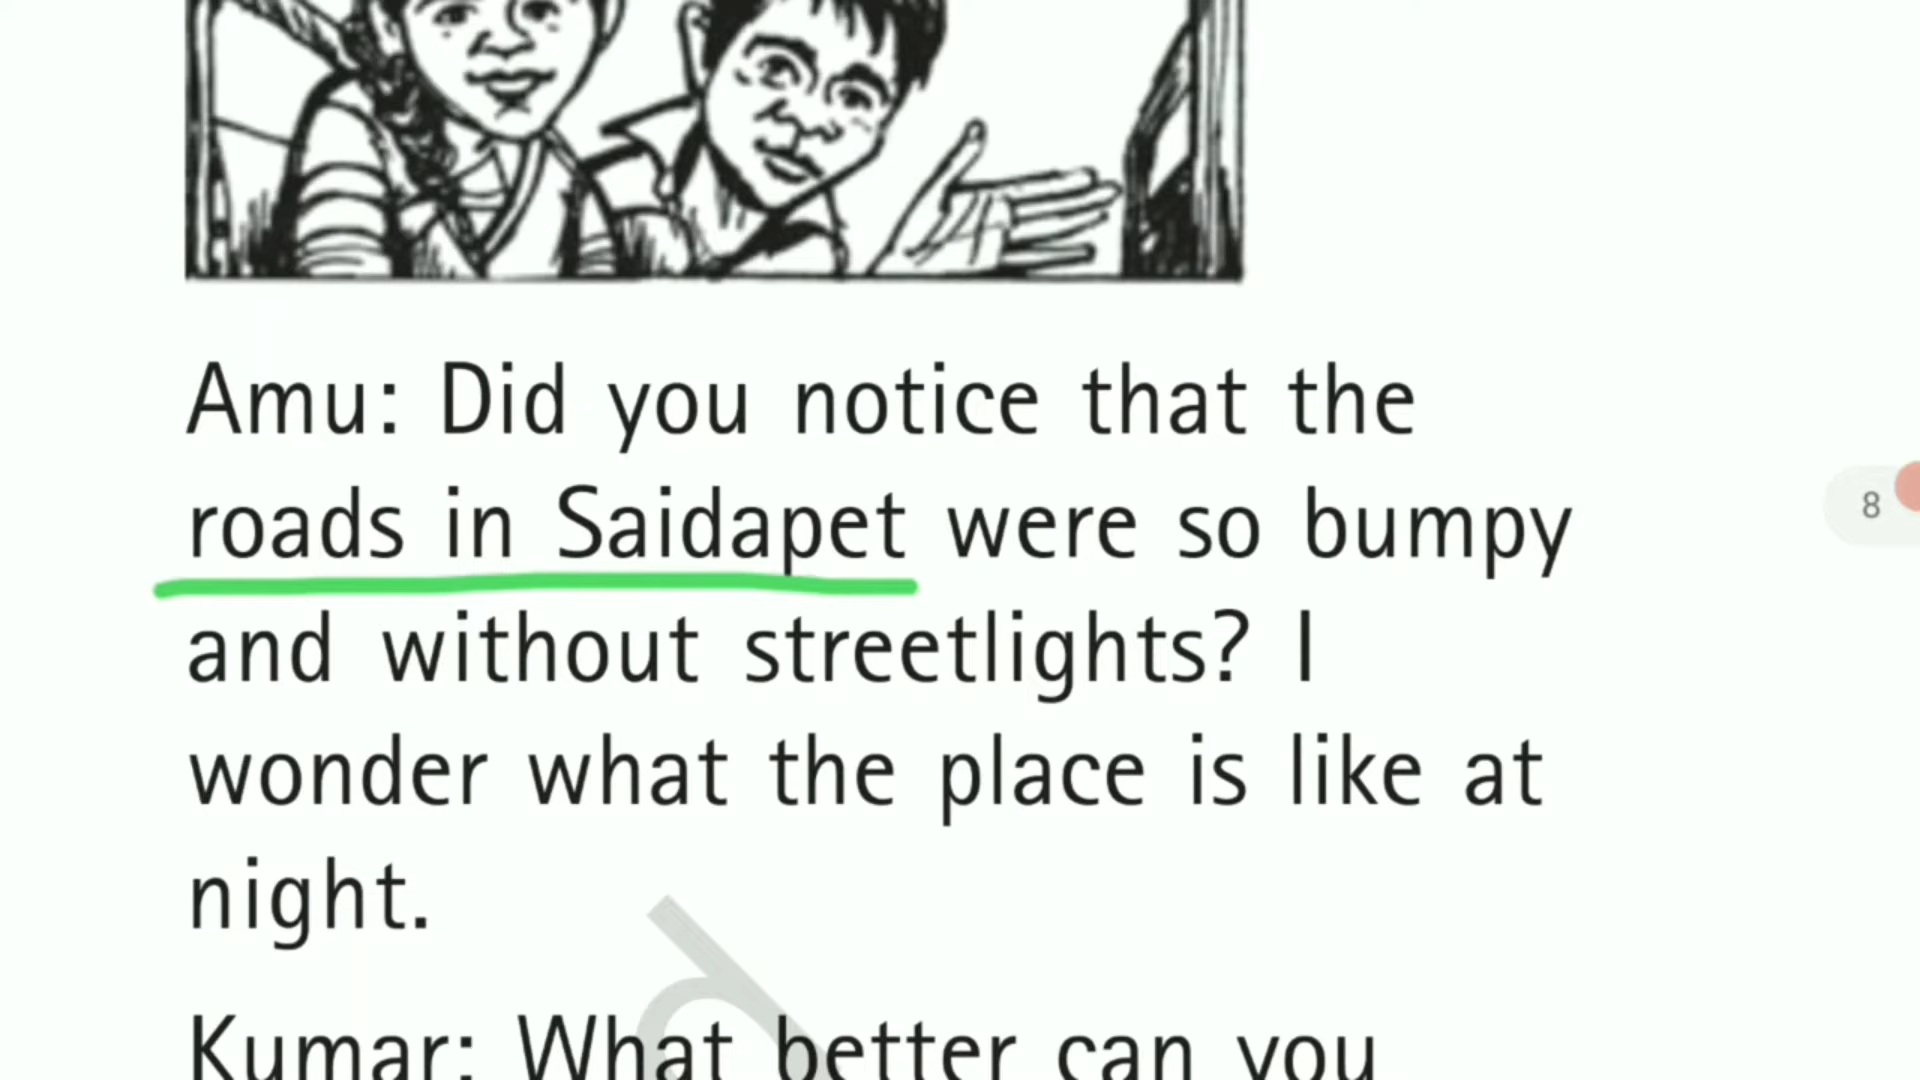 Amu: Did you notice that the
roads in Saidapet were so bumpy
and without streetlights? I
wonder what the place is like at
night.
Kumar: What better can you
8
d